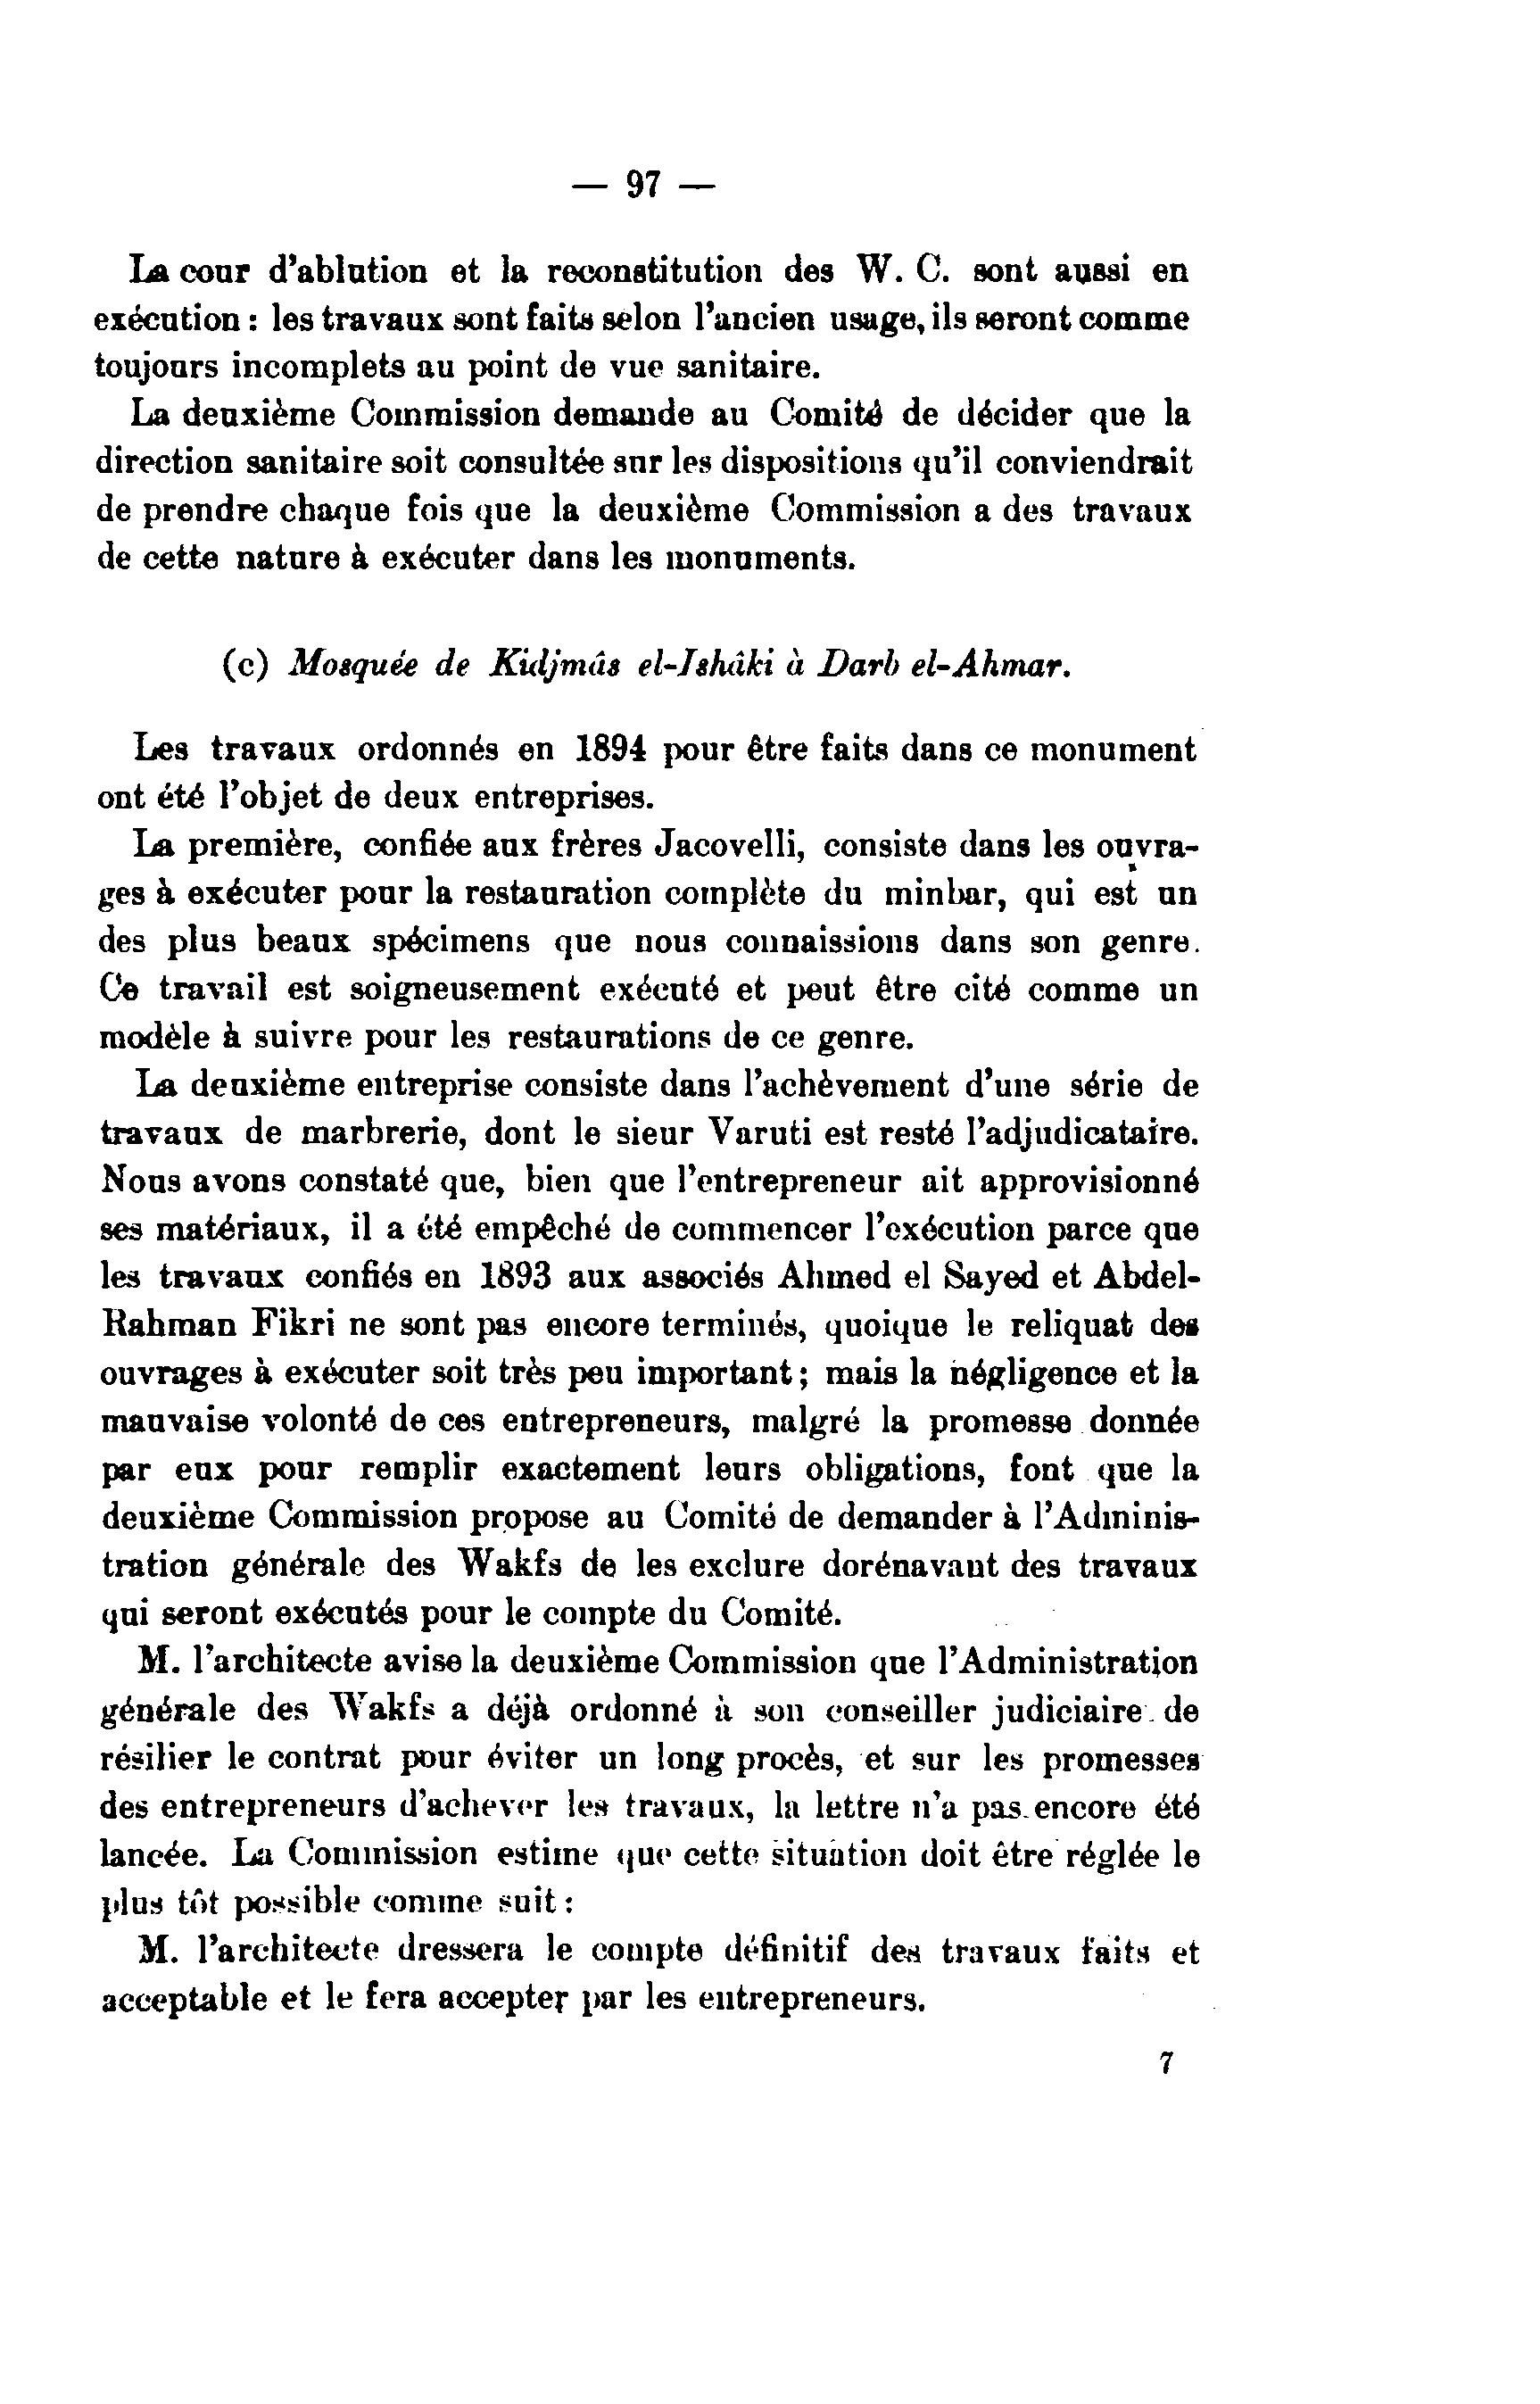 — 97 —
La cour d'ablution et la reconstitution des W. C. sont aussi en
exécution : les travaux sont faits selon l'ancien usage, ils seront comme
toujours incomplets au point de vue sanitaire.
La deuxième Commission demande au Comité de décider que la
direction sanitaire soit consultée sur les dispositions qu'il conviendrait
de prendre chaque fois que la deuxième Commission a des travaux
de cette nature à exécuter dans les monuments.
(c) Mosquée de Kidjmâs el-Ishâki à Darb el-Ahmar.
Les travaux ordonnés en 1894 pour être faits dans ce monument
ont été l'objet de deux entreprises.
La première, confiée aux frères Jacovelli, consiste dans les ouvra-
ges à exécuter pour la restauration complète du minbar, qui est un
des plus beaux spécimens que nous connaissions dans son genre.
Ce travail est soigneusement exécuté et peut être cité comme un
modèle à suivre pour les restaurations de ce genre.
La deuxième entreprise consiste dans l'achèvement d'une série de
travaux de marbrerie, dont le sieur Varuti est resté l'adjudicataire.
Nous avons constaté que, bien que l'entrepreneur ait approvisionné
ses matériaux, il a été empêché de commencer l'exécution parce que
les travaux confiés en 1893 aux associés Ahmed el Sayed et Abdel-
Rahman Fikri ne sont pas encore terminés, quoique le reliquat des
ouvrages à exécuter soit très peu important ; mais la négligence et la
mauvaise volonté de ces entrepreneurs, malgré la promesse donnée
par eux pour remplir exactement leurs obligations, font que la
deuxième Commission propose au Comité de demander à l'Adminis-
tration générale des Wakfs de les exclure dorénavant des travaux
qui seront exécutés pour le compte du Comité.
M. l'architecte avise la deuxième Commission que l'Administration
générale des Wakfs a déjà ordonné à son conseiller judiciaire de
résilier le contrat pour éviter un long procès, et sur les promesses
des entrepreneurs d'achever les travaux, la lettre n'a pas encore été
lancée. La Commission estime que cette situation doit être réglée le
plus tôt possible comme suit :
M. l'architecte dressera le compte définitif des travaux faits et
acceptable et le fera accepter par les entrepreneurs.
7